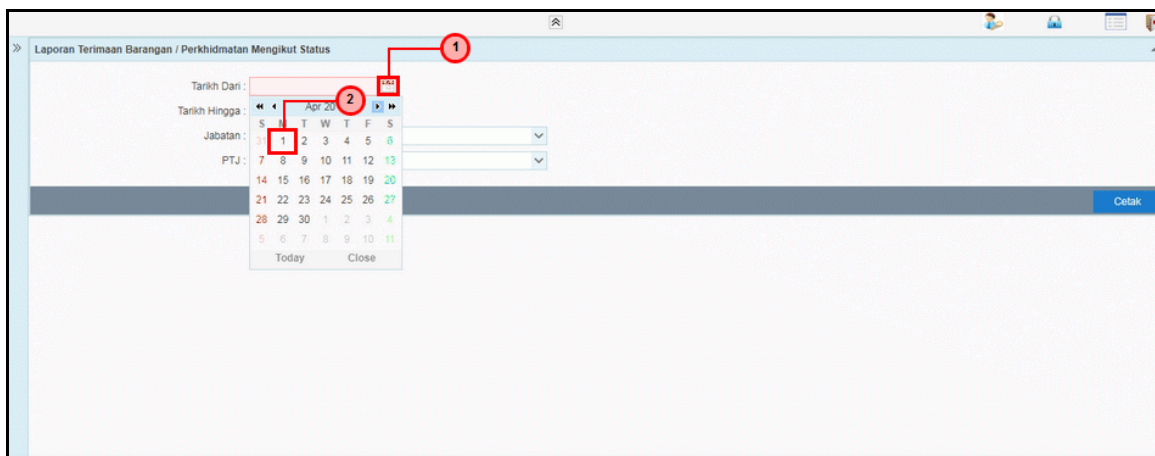 Laporan Terimaan Barangan / Perkhidmatan Mengikut Status
1
Tarikh Dari :
Tarikh Hingga :
Apr 20
2
S M T W T F S
Jabatan :
31 1 2 3 4 5 6
PTJ :
7 8 9 10 11 12 13
14 15 16 17 18 19 20
21 22 23 24 25 26 27
Cetak
28 29 30 1 2 3 4
5 6 7 8 9 10 11
Today Close